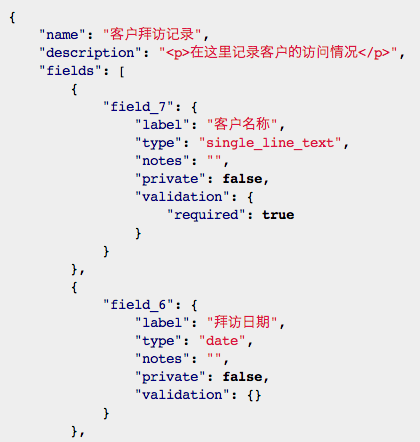 {
    "name": "客户拜访记录",
    "description": "<p>在这里记录客户的访问情况</p>",
    "fields": [
        {
            "field_7": {
                "label": "客户名称",
                "type": "single_line_text",
                "notes": "",
                "private": false,
                "validation": {
                    "required": true
                }
            }
        },
        {
            "field_6": {
                "label": "拜访日期",
                "type": "date",
                "notes": "",
                "private": false,
                "validation": {}
            }
        },